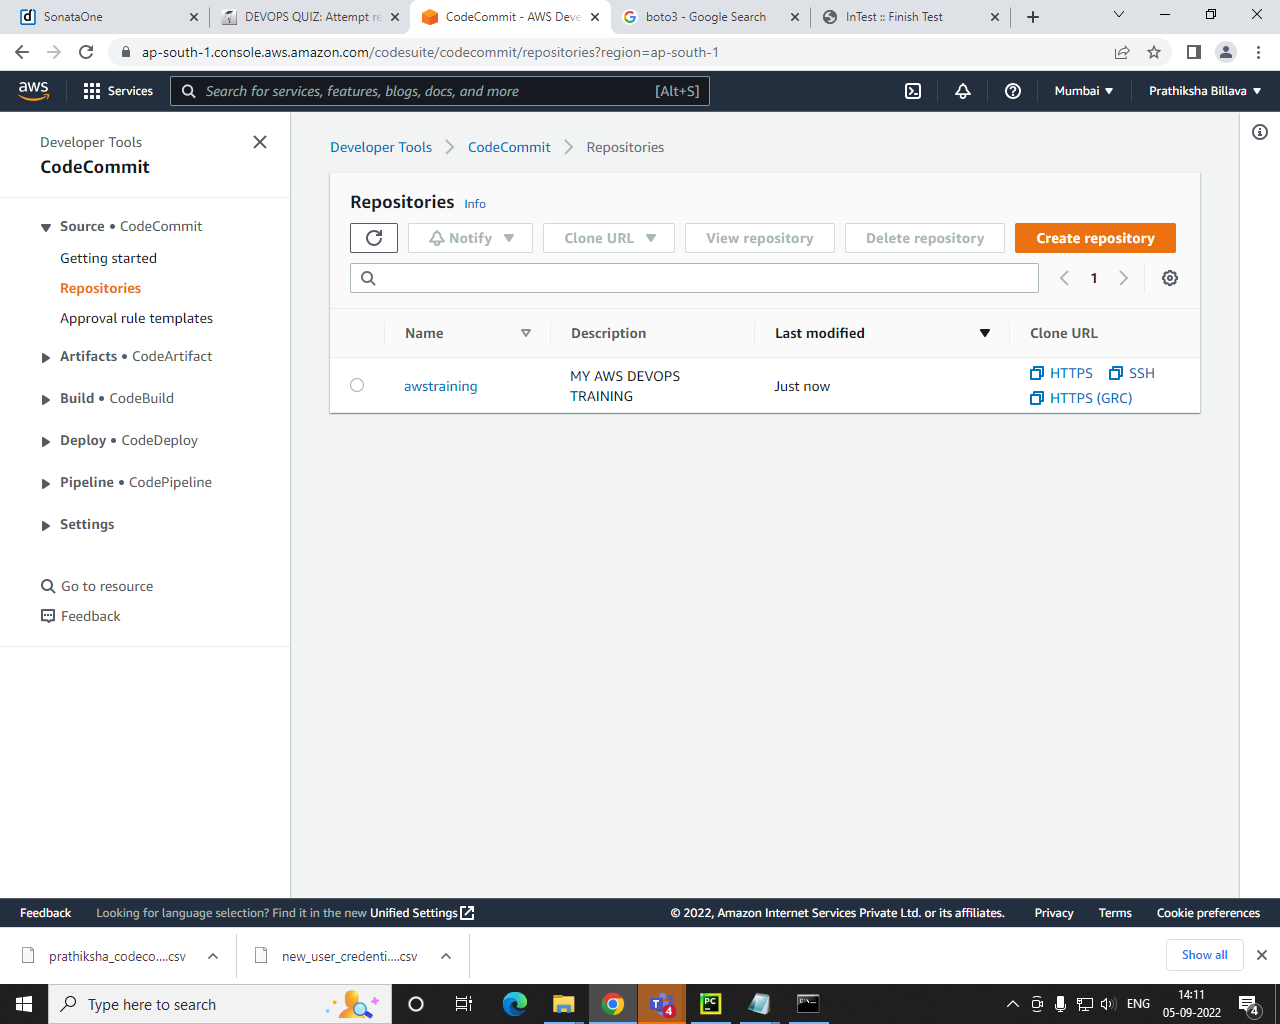 SonataOne
DEVOPS QUIZ: Attempt re
CodeCommit - AWS Deve
boto3 - Google Search
InTest :: Finish Test
ap-south-1.console.aws.amazon.com/codesuite/codecommit/repositories?region=ap-south-1
aws
Services
Search for services, features, blogs, docs, and more
[Alt+S]
Mumbai
Prathiksha Billava
Developer Tools
CodeCommit
Source • CodeCommit
Getting started
Repositories
Approval rule templates
Artifacts • CodeArtifact
Build • CodeBuild
Deploy • CodeDeploy
Pipeline • CodePipeline
Settings
Go to resource
Feedback
Developer Tools
CodeCommit
Repositories
Repositories Info
Notify
Clone URL
View repository
Delete repository
Create repository
1
Name
Description
Last modified
Clone URL
awstraining
MY AWS DEVOPS
TRAINING
Just now
HTTPS
SSH
HTTPS (GRC)
Feedback
Looking for language selection? Find it in the new Unified Settings
© 2022, Amazon Internet Services Private Ltd. or its affiliates.
Privacy
Terms
Cookie preferences
prathiksha_codeco....csv
new_user_credenti....csv
Show all
Type here to search
4
PC
ENG
14:11
05-09-2022
4